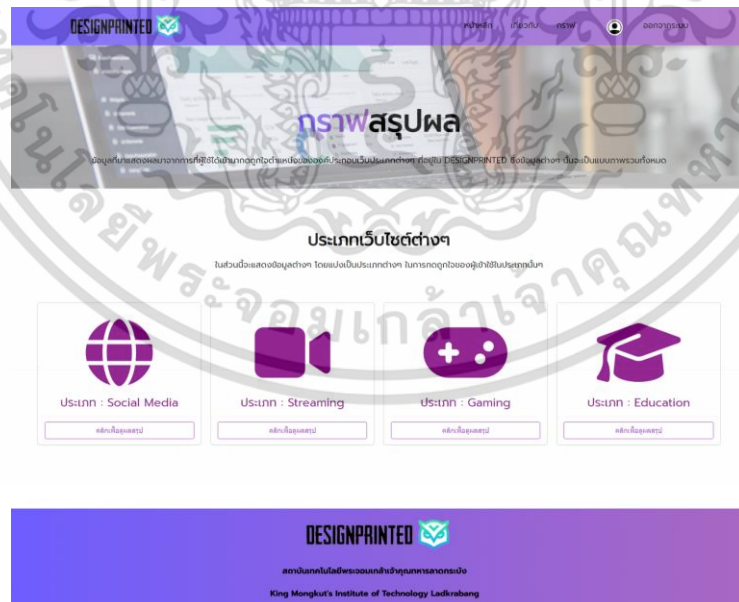 DESIGNPRINTED
หน้าหลัก เกี่ยวกับ กราฟ ออกจากระบบ
กราฟสรุปผล
ข้อมูลที่มาแสดงผลมาจากการที่ผู้ใช้ได้เข้ามากดถูกใจตำแหน่งขององค์ประกอบเว็บประเภทต่างๆ ที่อยู่ใน DESIGNPRINTED ซึ่งข้อมูลต่างๆ นั้นจะเป็นแบบภาพรวมทั้งหมด
ประเภทเว็บไซต์ต่างๆ
ในส่วนนี้จะแสดงข้อมูลต่างๆ โดยแบ่งเป็นประเภทต่างๆ ในการกดถูกใจของผู้เข้าใช้ในประเภทนั้นๆ
ประเภท : Social Media
คลิกเพื่อดูผลสรุป
ประเภท : Streaming
คลิกเพื่อดูผลสรุป
ประเภท : Gaming
คลิกเพื่อดูผลสรุป
ประเภท : Education
คลิกเพื่อดูผลสรุป
DESIGNPRINTED
สถาบันเทคโนโลยีพระจอมเกล้าเจ้าคุณทหารลาดกระบัง
King Mongkut's Institute of Technology Ladkrabang